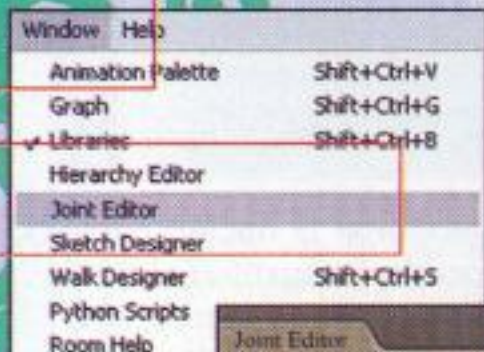 Window Help
Animation Palette Shift+Ctrl+V
Graph Shift+Ctrl+G
Libraries Shift+Ctrl+B
Hierarchy Editor
Joint Editor
Sketch Designer
Walk Designer Shift+Ctrl+S
Python Scripts
Room Help
Joint Editor